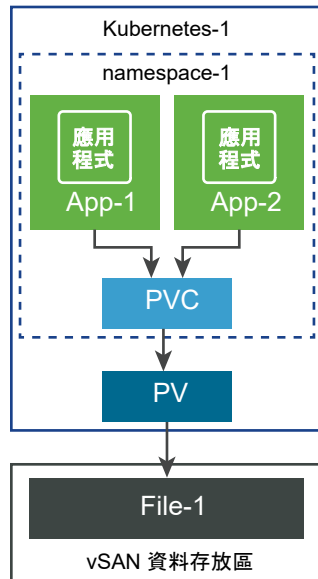 Kubernetes-1
namespace-1
應用
程式
App-1
應用
程式
App-2
PVC
PV
File-1
vSAN 資料存放區